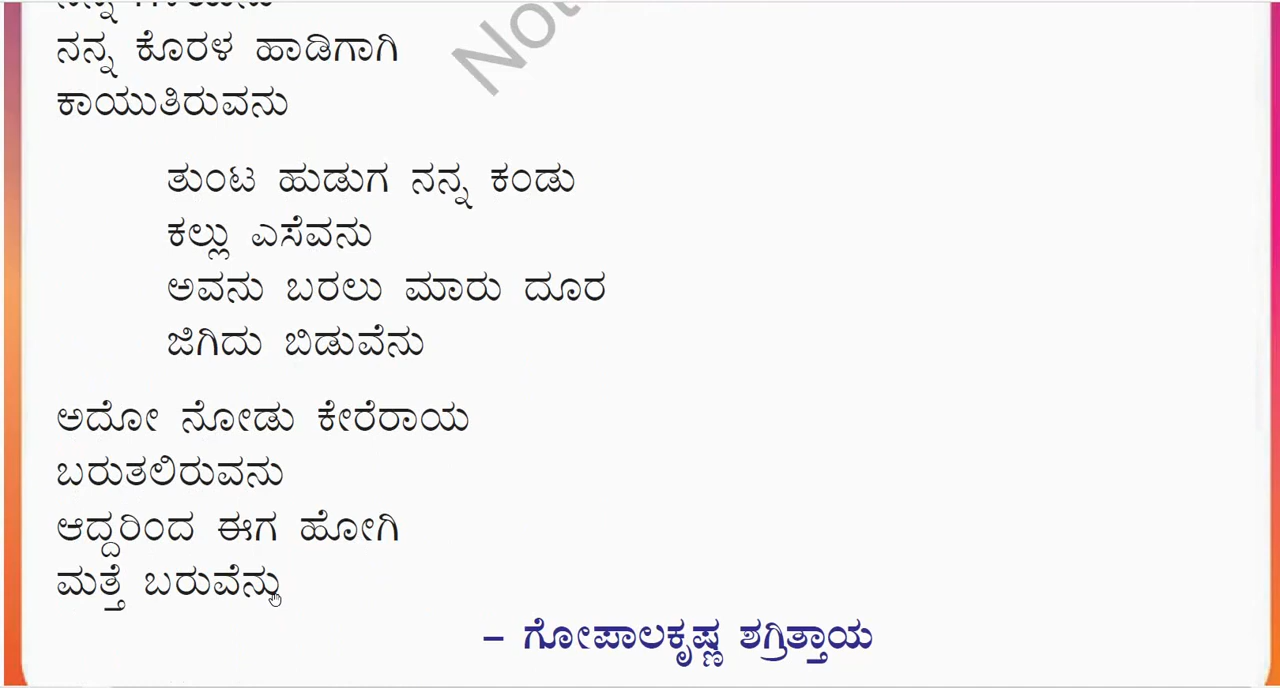 ನನ್ನ ಕೊರಳ ಹಾಡಿಗಾಗಿ
ಕಾಯುತಿರುವನು
ತುಂಟ ಹುಡುಗ ನನ್ನ ಕಂಡು
ಕಲ್ಲು ಎಸೆವನು
ಅವನು ಬರಲು ಮಾರು ದೂರ
ಜಿಗಿದು ಬಿಡುವೆನು
ಅದೋ ನೋಡು ಕೇರೆರಾಯ
ಬರುತಲಿರುವನು
ಆದ್ದರಿಂದ ಈಗ ಹೋಗಿ
ಮತ್ತೆ ಬರುವೆನು
– ಗೋಪಾಲಕೃಷ್ಣ ಶಗ್ರಿತ್ತಾಯ